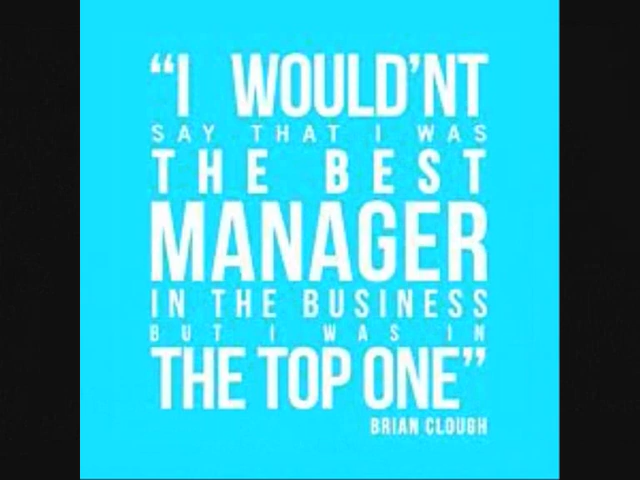 “I WOULD’NT
SAY THAT I WAS
THE BEST
MANAGER
IN THE BUSINESS
BUT I WAS IN
THE TOP ONE”
BRIAN CLOUGH